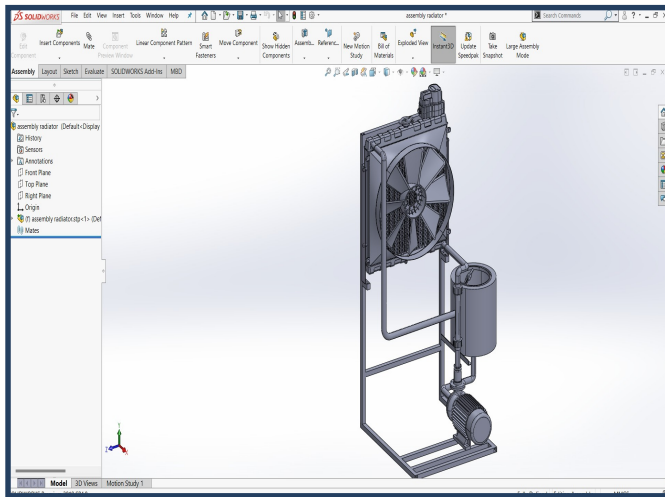 SOLIDWORKS File Edit View Insert Tools Window Help
assembly radiator *
Search Commands
Edit Component
Insert Components
Mate
Component Preview Window
Linear Component Pattern
Smart Fasteners
Move Component
Show Hidden Components
Assemb...
Referenc...
New Motion Study
Bill of Materials
Exploded View
Instant3D
Update Speedpak
Take Snapshot
Large Assembly Mode
Assembly Layout Sketch Evaluate SOLIDWORKS Add-Ins MBD
assembly radiator (Default<Display
History
Sensors
Annotations
Front Plane
Top Plane
Right Plane
Origin
(f) assembly radiator.stp<1> (Def
Mates
Y
Z
X
Model 3D Views Motion Study 1